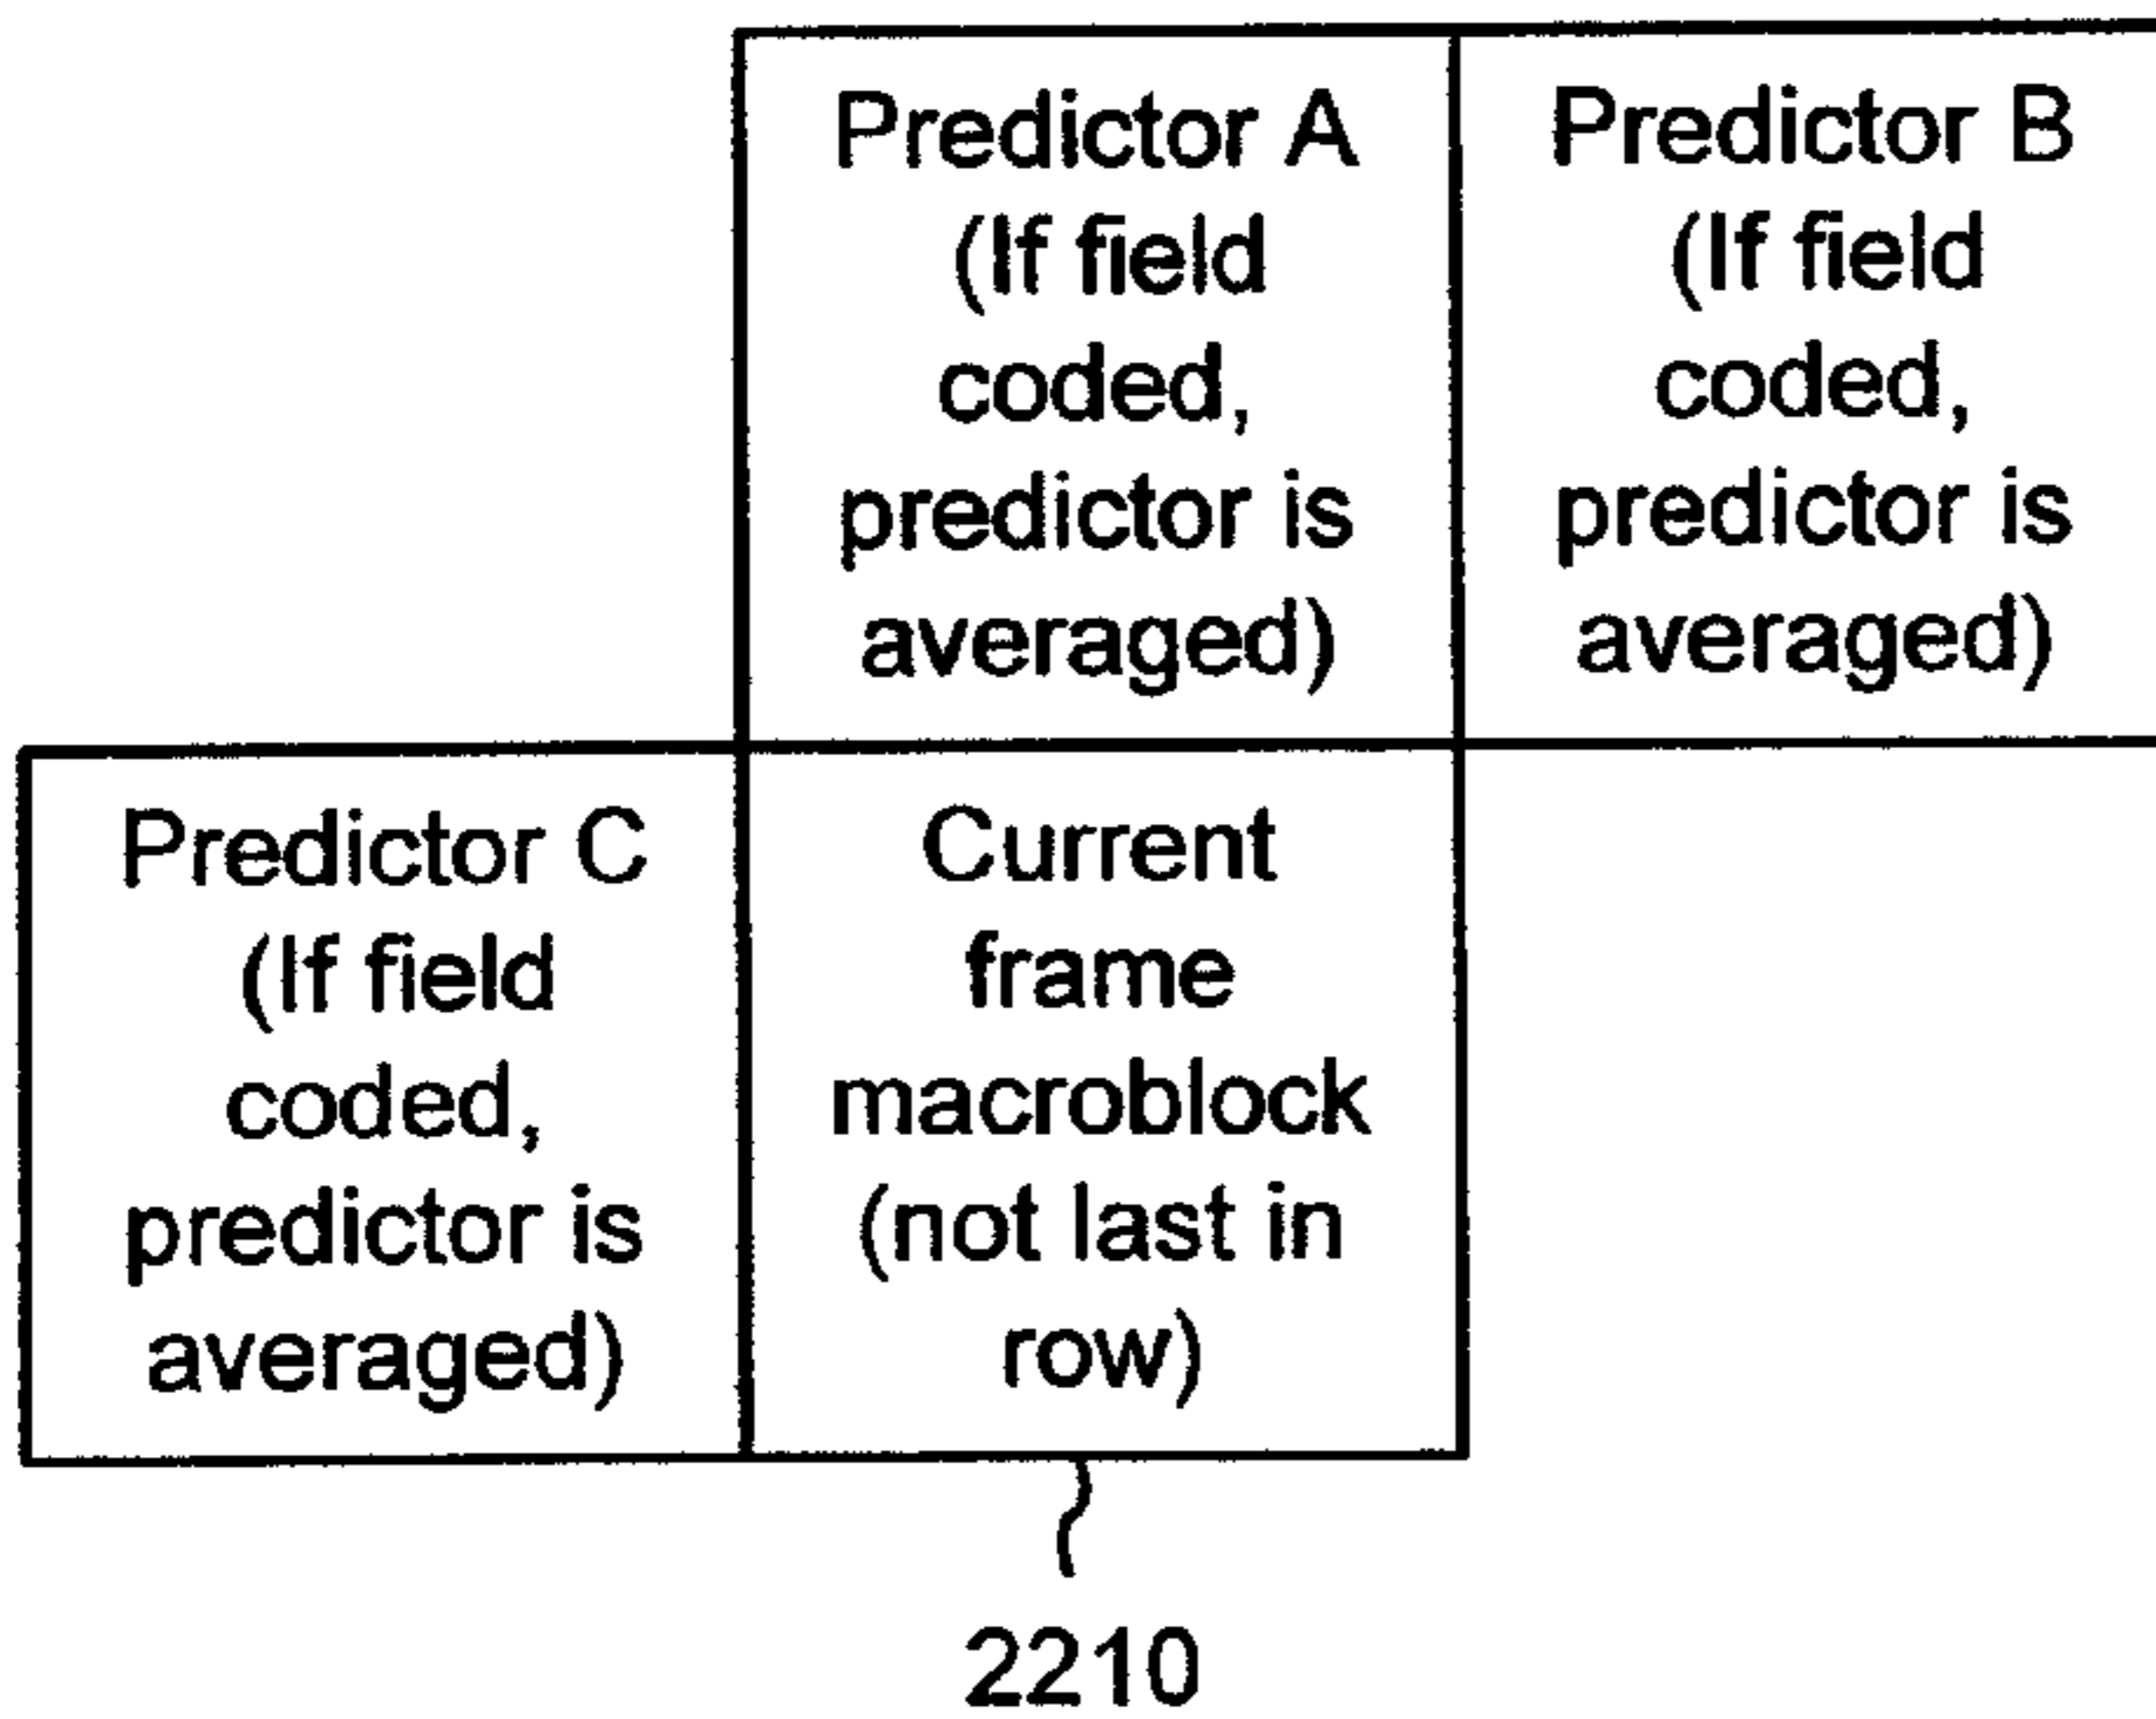 Predictor A
(If field
coded,
predictor is
averaged)
Predictor B
(If field
coded,
predictor is
averaged)
Predictor C
(If field
coded,
predictor is
averaged)
Current
frame
macroblock
(not last in
row)
2210